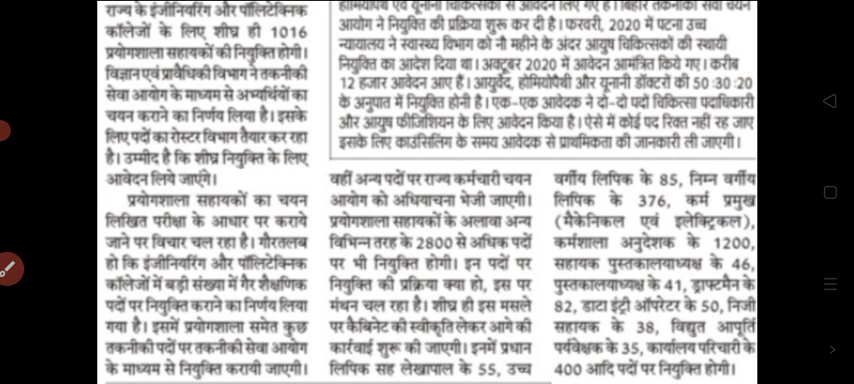 राज्य के इंजीनियरिंग और पॉलिटेक्निक
कॉलेजों के लिए शीघ्र ही 1016
प्रयोगशाला सहायकों की नियुक्ति होगी।
विज्ञान एवं प्रावैधिकी विभाग ने तकनीकी
सेवा आयोग के माध्यम से अभ्यर्थियों का
चयन कराने का निर्णय लिया है। इसके
लिए पदों का रोस्टर विभाग तैयार कर रहा
है। उम्मीद है कि शीघ्र नियुक्ति के लिए
आवेदन लिये जाएंगे।
प्रयोगशाला सहायकों का चयन
लिखित परीक्षा के आधार पर कराये
जाने पर विचार चल रहा है। गौरतलब
हो कि इंजीनियरिंग और पॉलिटेक्निक
कॉलेजों में बड़ी संख्या में गैर शैक्षणिक
पदों पर नियुक्ति कराने का निर्णय लिया
गया है। इसमें प्रयोगशाला समेत कुछ
तकनीकी पदों पर तकनीकी सेवा आयोग
के माध्यम से नियुक्ति करायी जाएगी।
होमियोपैथ एवं यूनानी चिकित्सकों से आवेदन लिए गए हैं। बिहार तकनीकी सेवा चयन
आयोग ने नियुक्ति की प्रक्रिया शुरू कर दी है। फरवरी, 2020 में पटना उच्च
न्यायालय ने स्वास्थ्य विभाग को नौ महीने के अंदर आयुष चिकित्सकों की स्थायी
नियुक्ति का आदेश दिया था। अक्टूबर 2020 में आवेदन आमंत्रित किये गए। करीब
12 हजार आवेदन आए हैं। आयुर्वेद, होमियोपैथी और यूनानी डॉक्टरों की 50:30:20
के अनुपात में नियुक्ति होनी है। एक-एक आवेदक ने दो-दो पदों चिकित्सा पदाधिकारी
और आयुष फीजिशियन के लिए आवेदन किया है। ऐसे में कोई पद रिक्त नहीं रह जाए
इसके लिए काउंसिलिंग के समय आवेदक से प्राथमिकता की जानकारी ली जाएगी।
वहीं अन्य पदों पर राज्य कर्मचारी चयन
आयोग को अधियाचना भेजी जाएगी।
प्रयोगशाला सहायकों के अलावा अन्य
विभिन्न तरह के 2800 से अधिक पदों
पर भी नियुक्ति होगी। इन पदों पर
नियुक्ति की प्रक्रिया क्या हो, इस पर
मंथन चल रहा है। शीघ्र ही इस मसले
पर कैबिनेट की स्वीकृति लेकर आगे की
कार्रवाई शुरू की जाएगी। इनमें प्रधान
लिपिक सह लेखापाल के 55, उच्च
वर्गीय लिपिक के 85, निम्न वर्गीय
लिपिक के 376, कर्म प्रमुख
(मैकेनिकल एवं इलेक्ट्रिकल),
कर्मशाला अनुदेशक के 1200,
सहायक पुस्तकालयाध्यक्ष के 46,
पुस्तकालयाध्यक्ष के 41, ड्राफ्टमैन के
82, डाटा इंट्री ऑपरेटर के 50, निजी
सहायक के 38, विद्युत आपूर्ति
पर्यवेक्षक के 35, कार्यालय परिचारी के
400 आदि पदों पर नियुक्ति होगी।